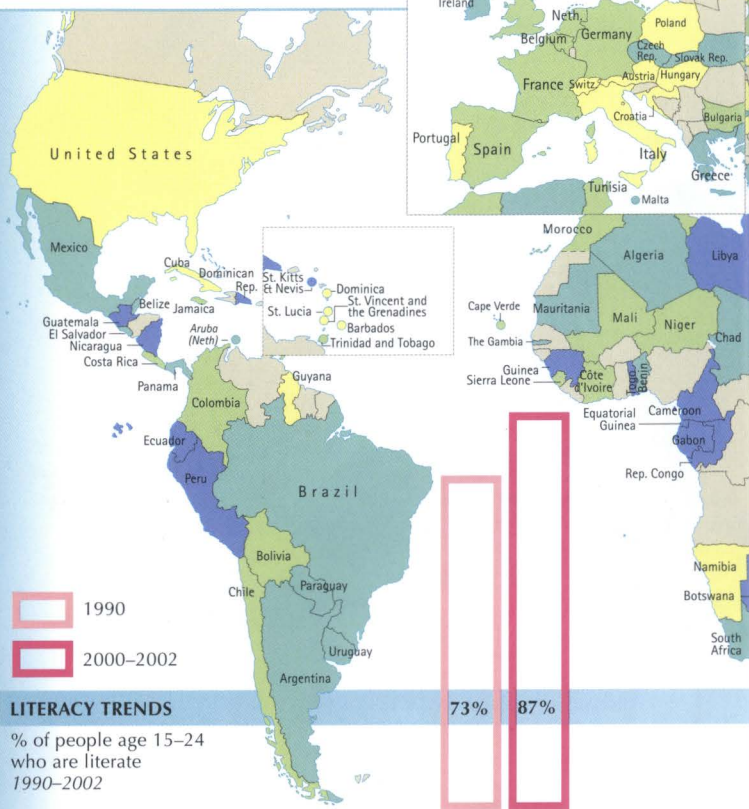 Ireland
Neth.
Belgium
Germany
Poland
Czech
Rep.
Slovak Rep.
France
Switz.
Austria
Hungary
Croatia
Bulgaria
Portugal
Spain
Italy
Greece
Tunisia
Malta
United States
Mexico
Cuba
Dominican
Rep.
Belize
Jamaica
Guatemala
El Salvador
Nicaragua
Costa Rica
Panama
Aruba
(Neth)
St. Kitts
& Nevis
Dominica
St. Lucia
St. Vincent and
the Grenadines
Barbados
Trinidad and Tobago
Guyana
Colombia
Ecuador
Peru
Brazil
Bolivia
Chile
Paraguay
Uruguay
Argentina
Morocco
Algeria
Libya
Cape Verde
Mauritania
Mali
Niger
Chad
The Gambia
Guinea
Sierra Leone
Côte
d'Ivoire
Togo
Benin
Equatorial
Guinea
Cameroon
Gabon
Rep. Congo
Namibia
Botswana
South
Africa
1990
2000–2002
LITERACY TRENDS
73%
87%
% of people age 15–24
who are literate
1990–2002